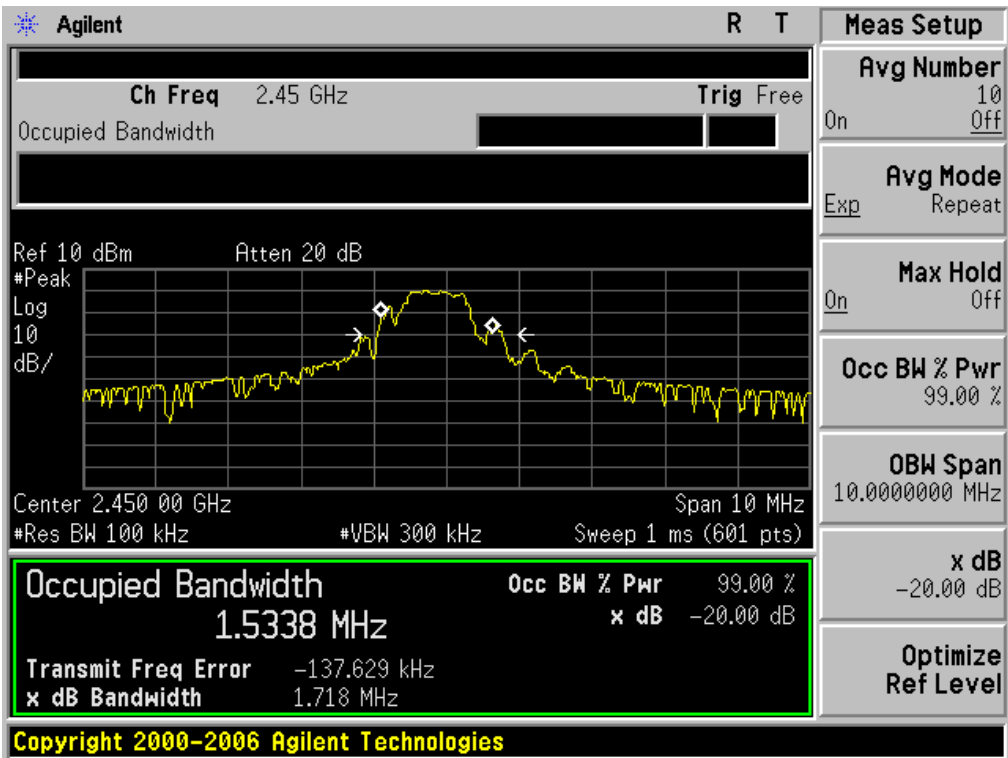 Agilent R T
Ch Freq 2.45 GHz Trig Free
Occupied Bandwidth
Ref 10 dBm Atten 20 dB
#Peak
Log
10
dB/
Center 2.450 00 GHz Span 10 MHz
#Res BW 100 kHz #VBW 300 kHz Sweep 1 ms (601 pts)
Occupied Bandwidth Occ BW % Pwr 99.00 %
1.5338 MHz x dB -20.00 dB
Transmit Freq Error -137.629 kHz
x dB Bandwidth 1.718 MHz
Copyright 2000-2006 Agilent Technologies
Meas Setup
Avg Number
10
On Off
Avg Mode
Exp Repeat
Max Hold
On Off
Occ BW % Pwr
99.00 %
OBW Span
10.0000000 MHz
x dB
-20.00 dB
Optimize
Ref Level